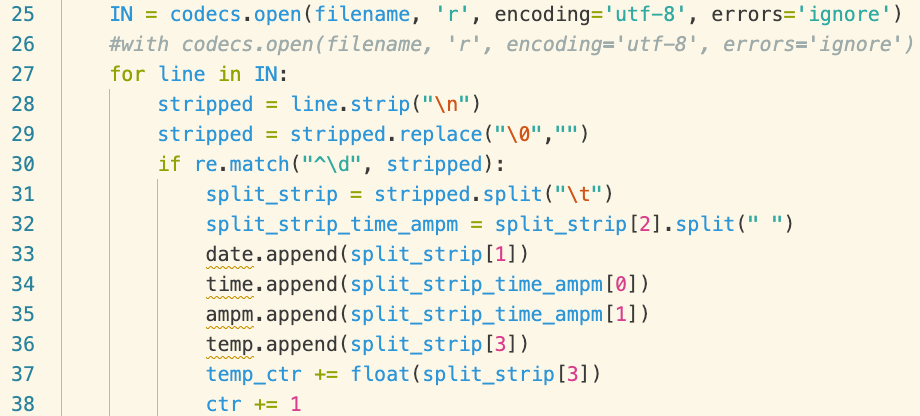 25 IN = codecs.open(filename, 'r', encoding='utf-8', errors='ignore')
26 #with codecs.open(filename, 'r', encoding='utf-8', errors='ignore')
27 for line in IN:
28 stripped = line.strip("\n")
29 stripped = stripped.replace("\0","")
30 if re.match("^\d", stripped):
31 split_strip = stripped.split("\t")
32 split_strip_time_ampm = split_strip[2].split(" ")
33 date.append(split_strip[1])
34 time.append(split_strip_time_ampm[0])
35 ampm.append(split_strip_time_ampm[1])
36 temp.append(split_strip[3])
37 temp_ctr += float(split_strip[3])
38 ctr += 1